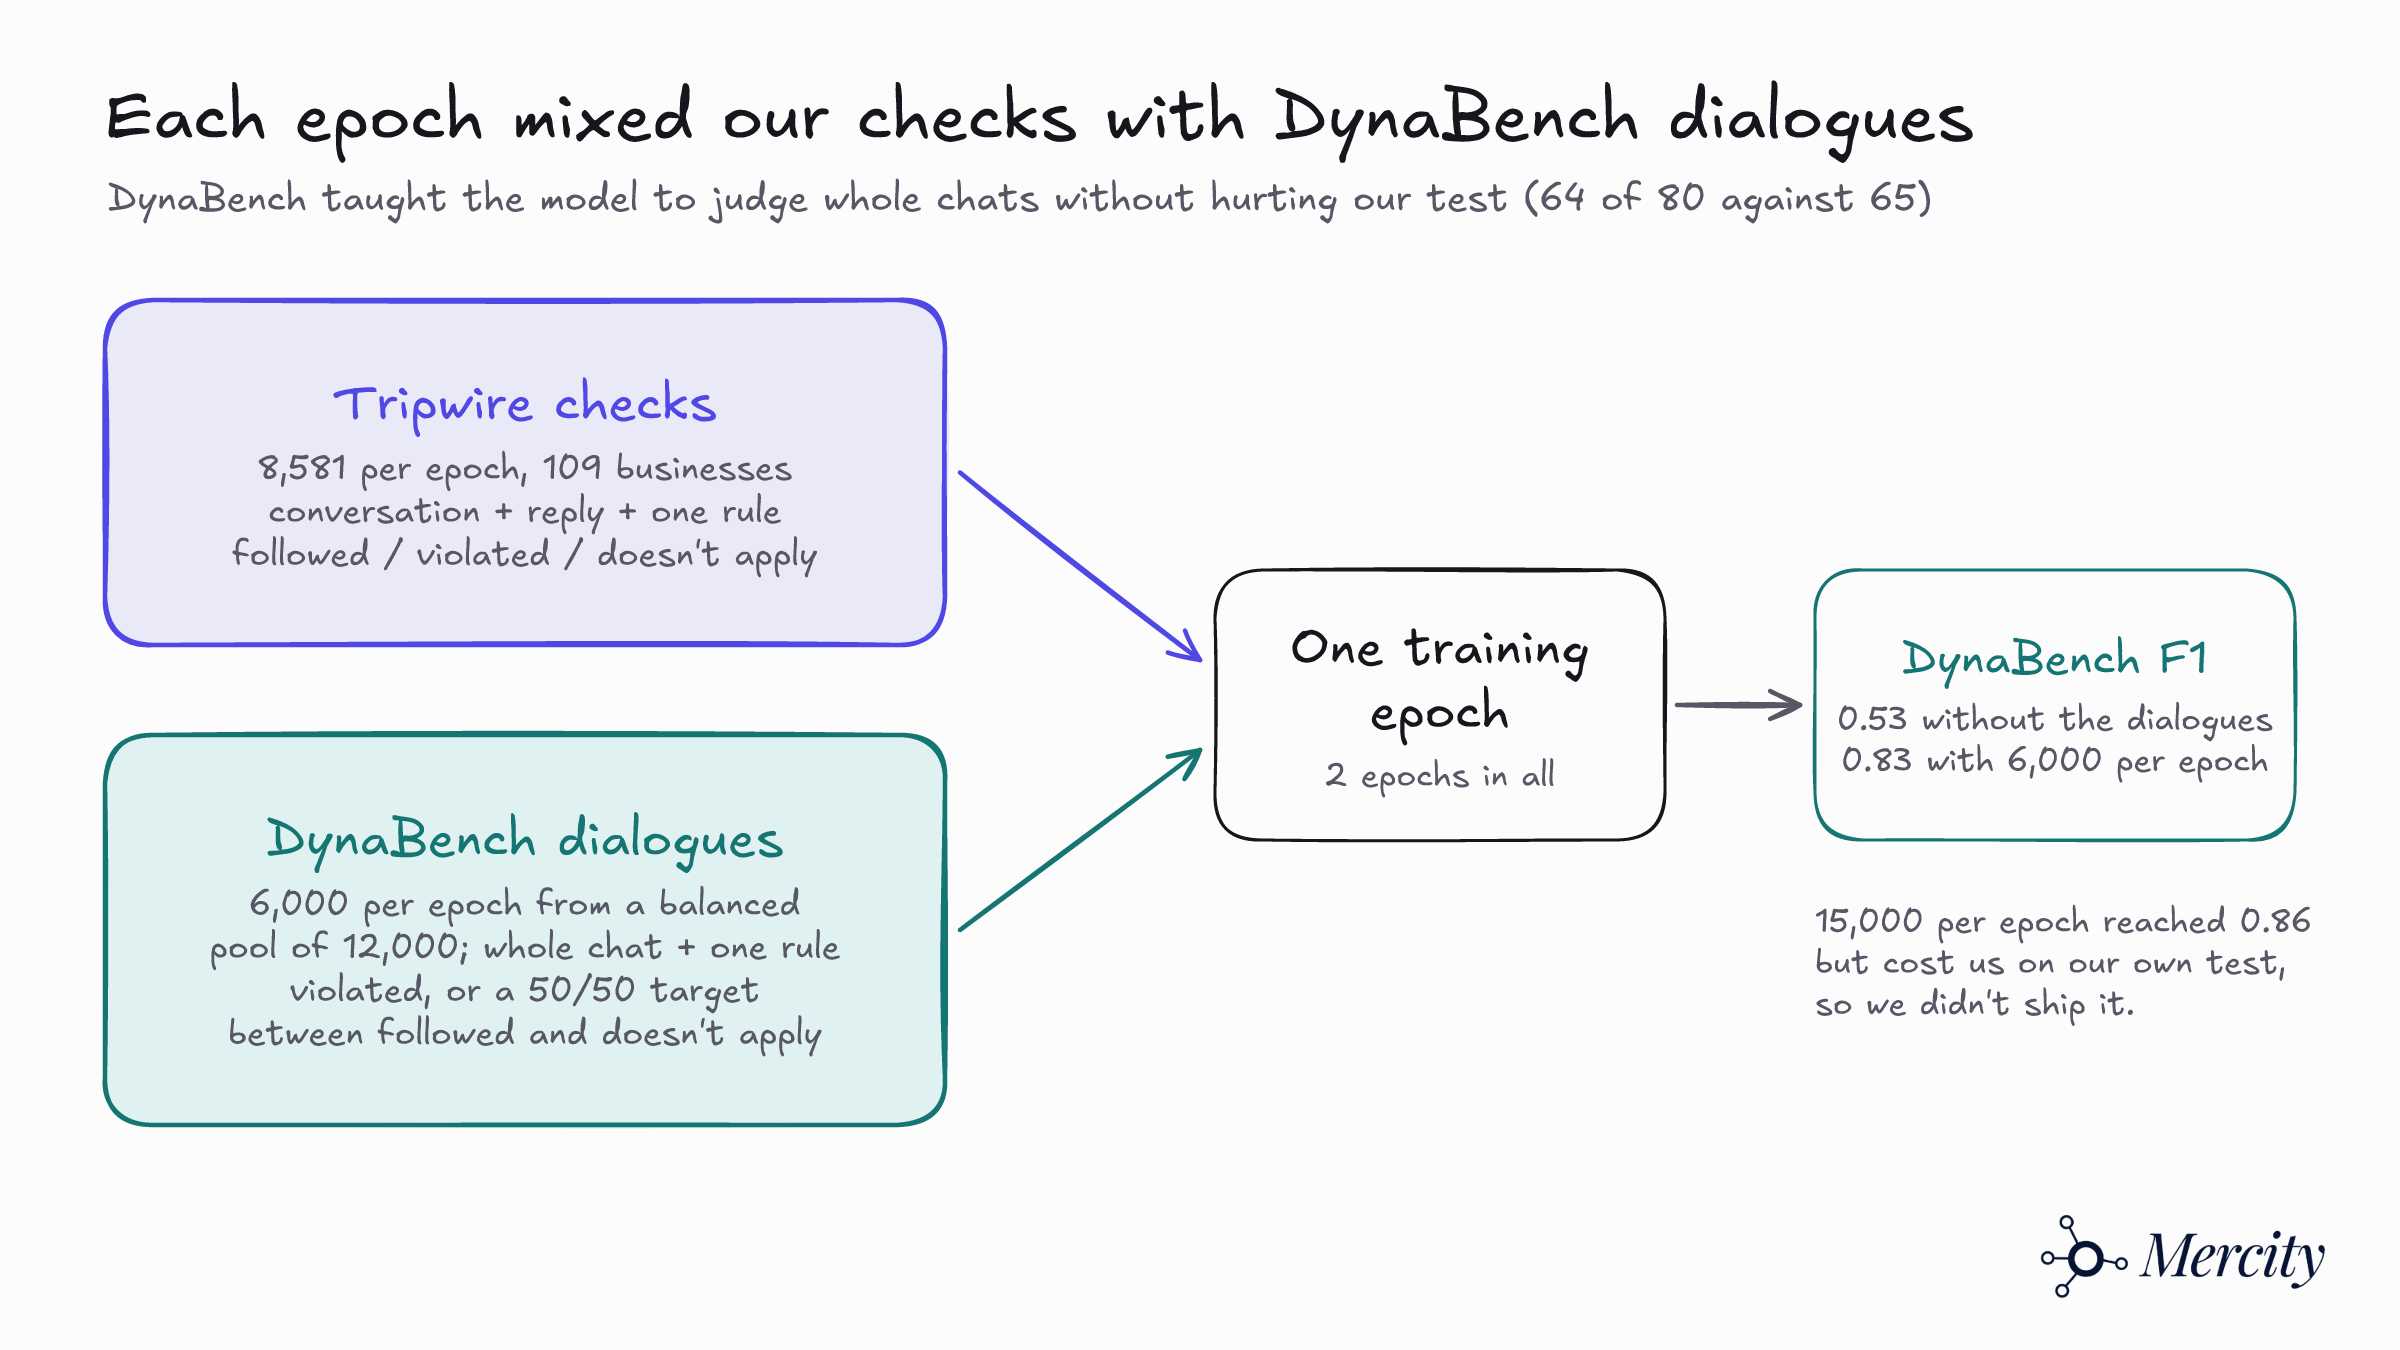 Each epoch mixed our checks with DynaBench dialogues
DynaBench taught the model to judge whole chats without hurting our test (64 of 80 against 65)
Tripwire checks
8,581 per epoch, 109 businesses
conversation + reply + one rule
followed / violated / doesn't apply
DynaBench dialogues
6,000 per epoch from a balanced
pool of 12,000; whole chat + one rule
violated, or a 50/50 target
between followed and doesn't apply
One training
epoch
2 epochs in all
DynaBench F1
0.53 without the dialogues
0.83 with 6,000 per epoch
15,000 per epoch reached 0.86
but cost us on our own test,
so we didn't ship it.
Mercity